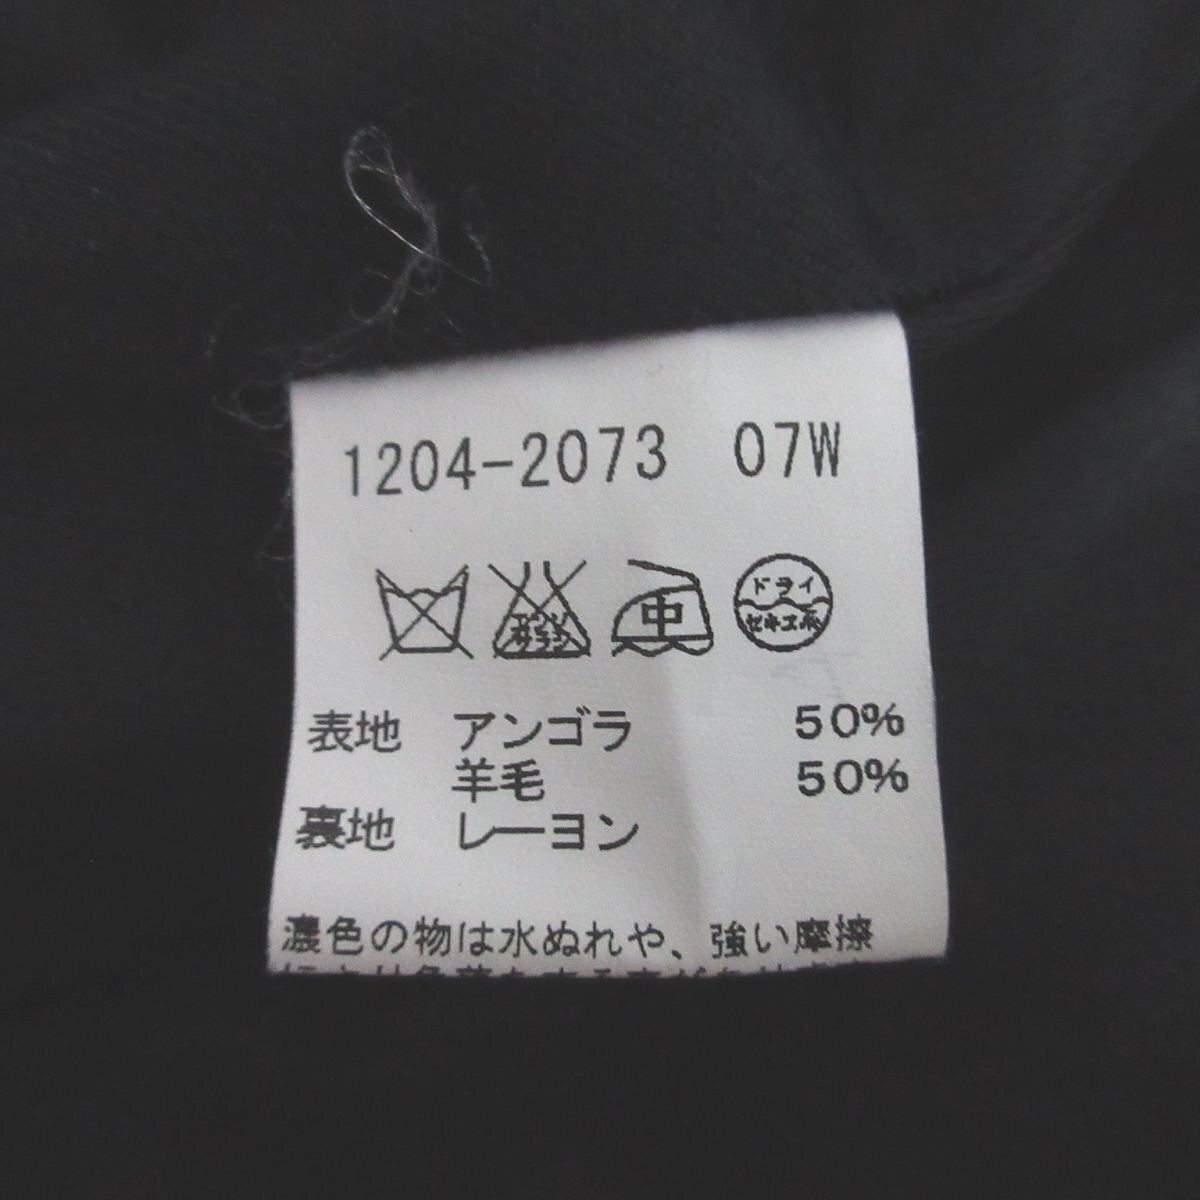 1204-2073 07W
中 ドライ
セキユ系
表地 アンゴラ 50%
羊毛 50%
裏地 レーヨン
濃色の物は水ぬれや、強い摩擦